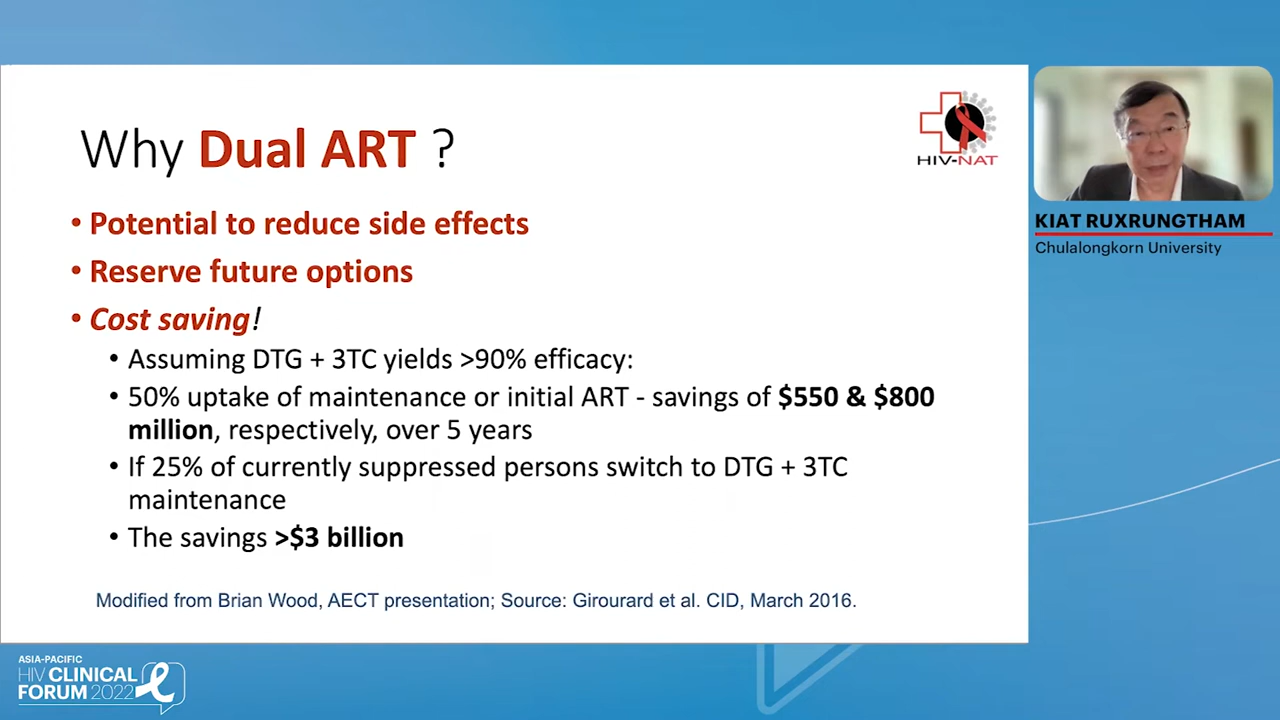 Why Dual ART ?
HIV-NAT
• Potential to reduce side effects
• Reserve future options
• Cost saving!
• Assuming DTG + 3TC yields >90% efficacy:
• 50% uptake of maintenance or initial ART - savings of $550 & $800
million, respectively, over 5 years
• If 25% of currently suppressed persons switch to DTG + 3TC
maintenance
• The savings >$3 billion
Modified from Brian Wood, AECT presentation; Source: Girourard et al. CID, March 2016.
KIAT RUXRUNGTHAM
Chulalongkorn University
ASIA-PACIFIC
HIV CLINICAL
FORUM 2022